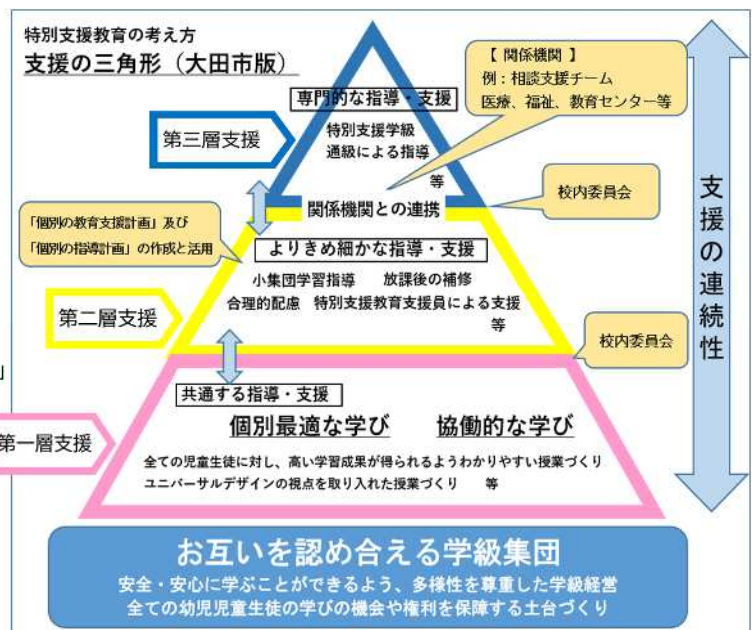 特別支援教育の考え方
支援の三角形（大田市版）
【 関係機関 】
例：相談支援チーム
医療、福祉、教育センター等
専門的な指導・支援
第三層支援
特別支援学級
通級による指導
等
校内委員会
関係機関との連携
「個別の教育支援計画」及び
「個別の指導計画」の作成と活用
よりきめ細かな指導・支援
小集団学習指導　放課後の補修
合理的配慮　特別支援教育支援員による支援
等
第二層支援
校内委員会
支援の連続性
」
共通する指導・支援
第一層支援
個別最適な学び　協働的な学び
全ての児童生徒に対し、高い学習成果が得られるようわかりやすい授業づくり
ユニバーサルデザインの視点を取り入れた授業づくり　等
お互いを認め合える学級集団
安全・安心に学ぶことができるよう、多様性を尊重した学級経営
全ての幼児児童生徒の学びの機会や権利を保障する土台づくり